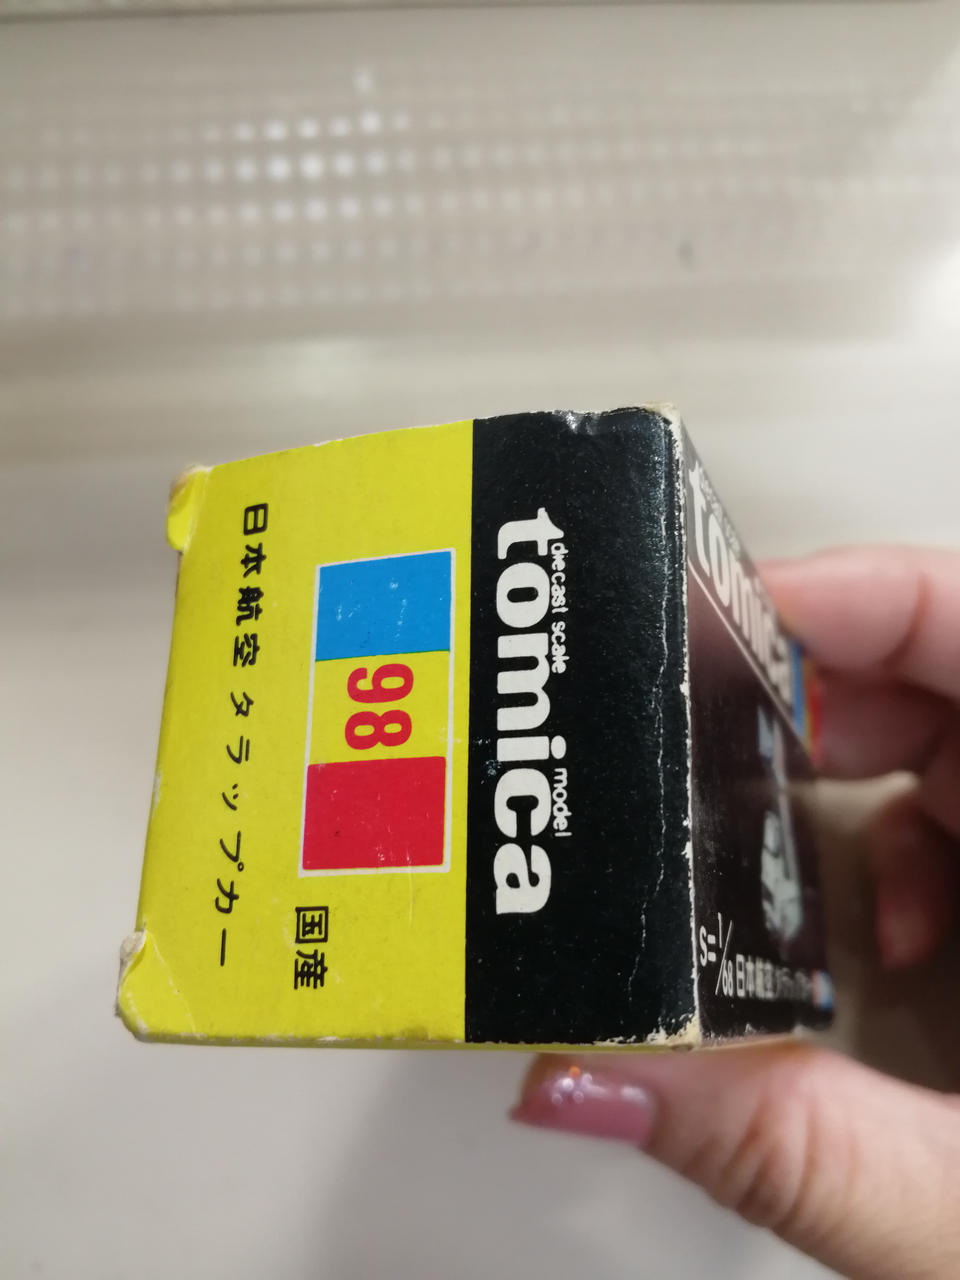 日本航空 タラップカー
98
国産
diecast scale model
tomica
tomica
S=1/68 日本航空タラップカー